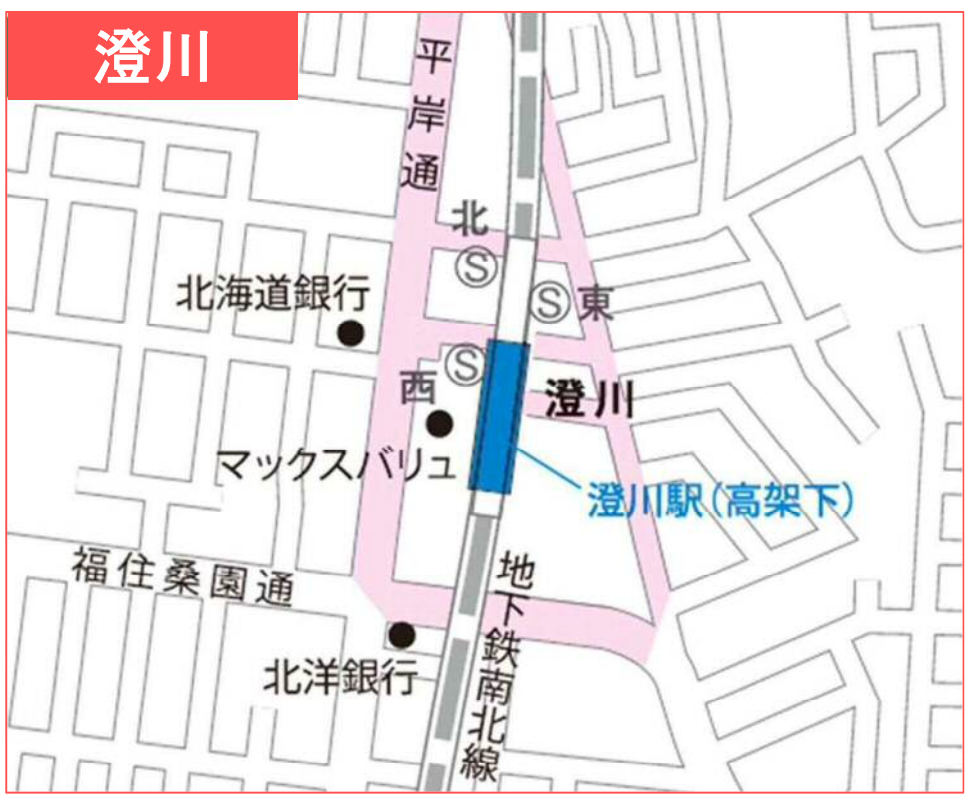 澄川
平岸通
北
Ⓢ
Ⓢ東
北海道銀行
Ⓢ
西
澄川
マックスバリュ
澄川駅(高架下)
福住桑園通
地下鉄南北線
北洋銀行